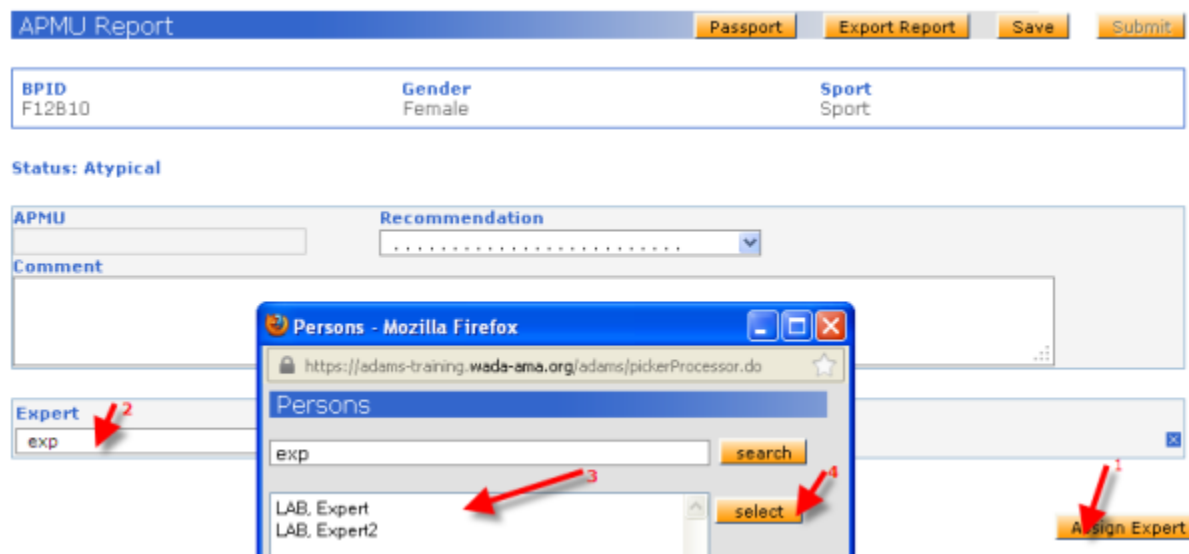 APMU Report Passport Export Report Save Submit
BPID Gender Sport
F12B10 Female Sport
Status: Atypical
APMU Recommendation
. . . . . . . . . . . . . . . . . . . . . . . . .
Comment
Persons - Mozilla Firefox
https://adams-training.wada-ama.org/adams/pickerProcessor.do
Persons
Expert 2
exp
exp search
3 4 1
LAB, Expert select
LAB, Expert2
Assign Expert